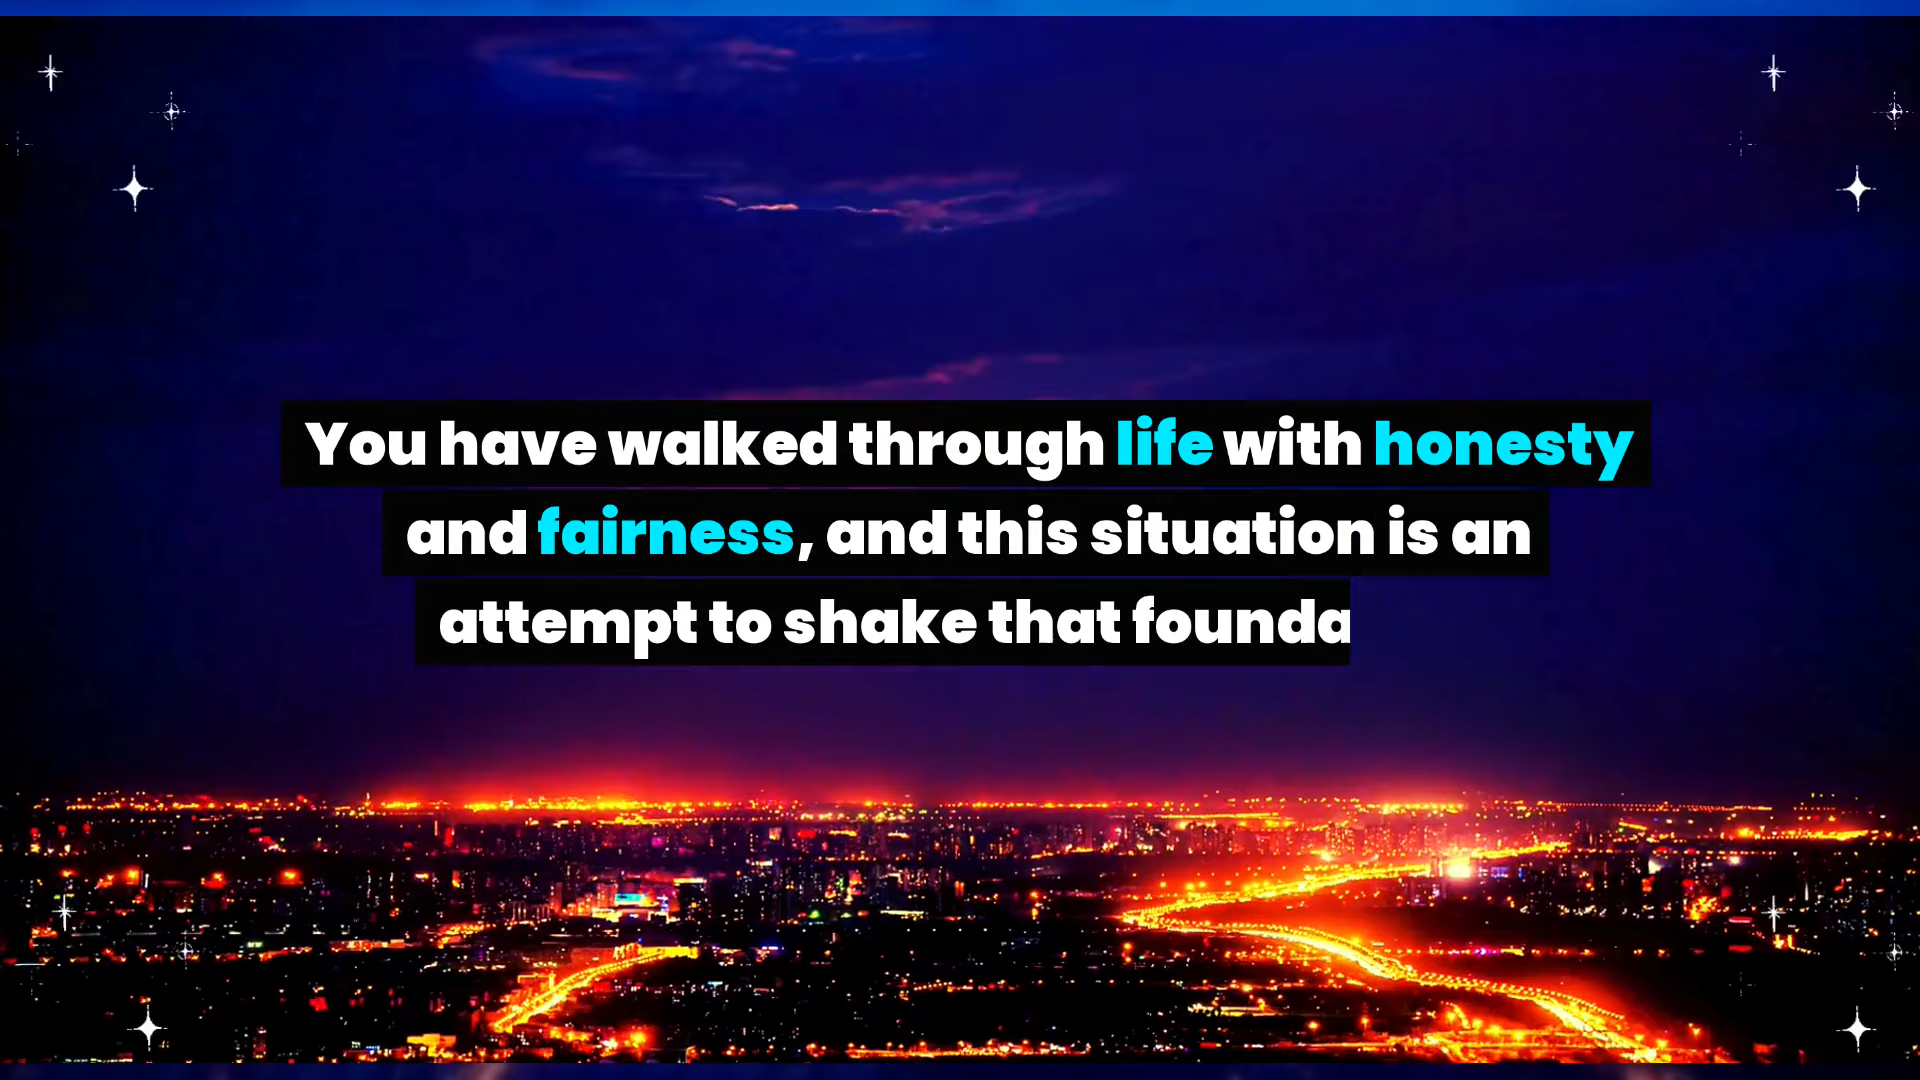 You have walked through life with honesty
and fairness, and this situation is an
attempt to shake that founda